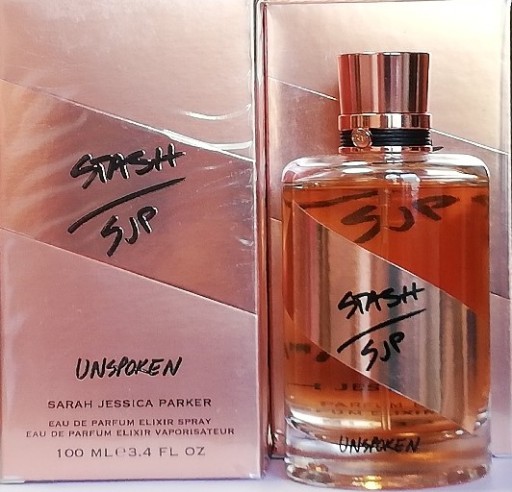 STASH
SJP
UNSPOKEN
SARAH JESSICA PARKER
EAU DE PARFUM ELIXIR SPRAY
EAU DE PARFUM ELIXIR VAPORISATEUR
100 ML℮3.4 FL OZ
SJP
STASH
SJP
UNSPOKEN